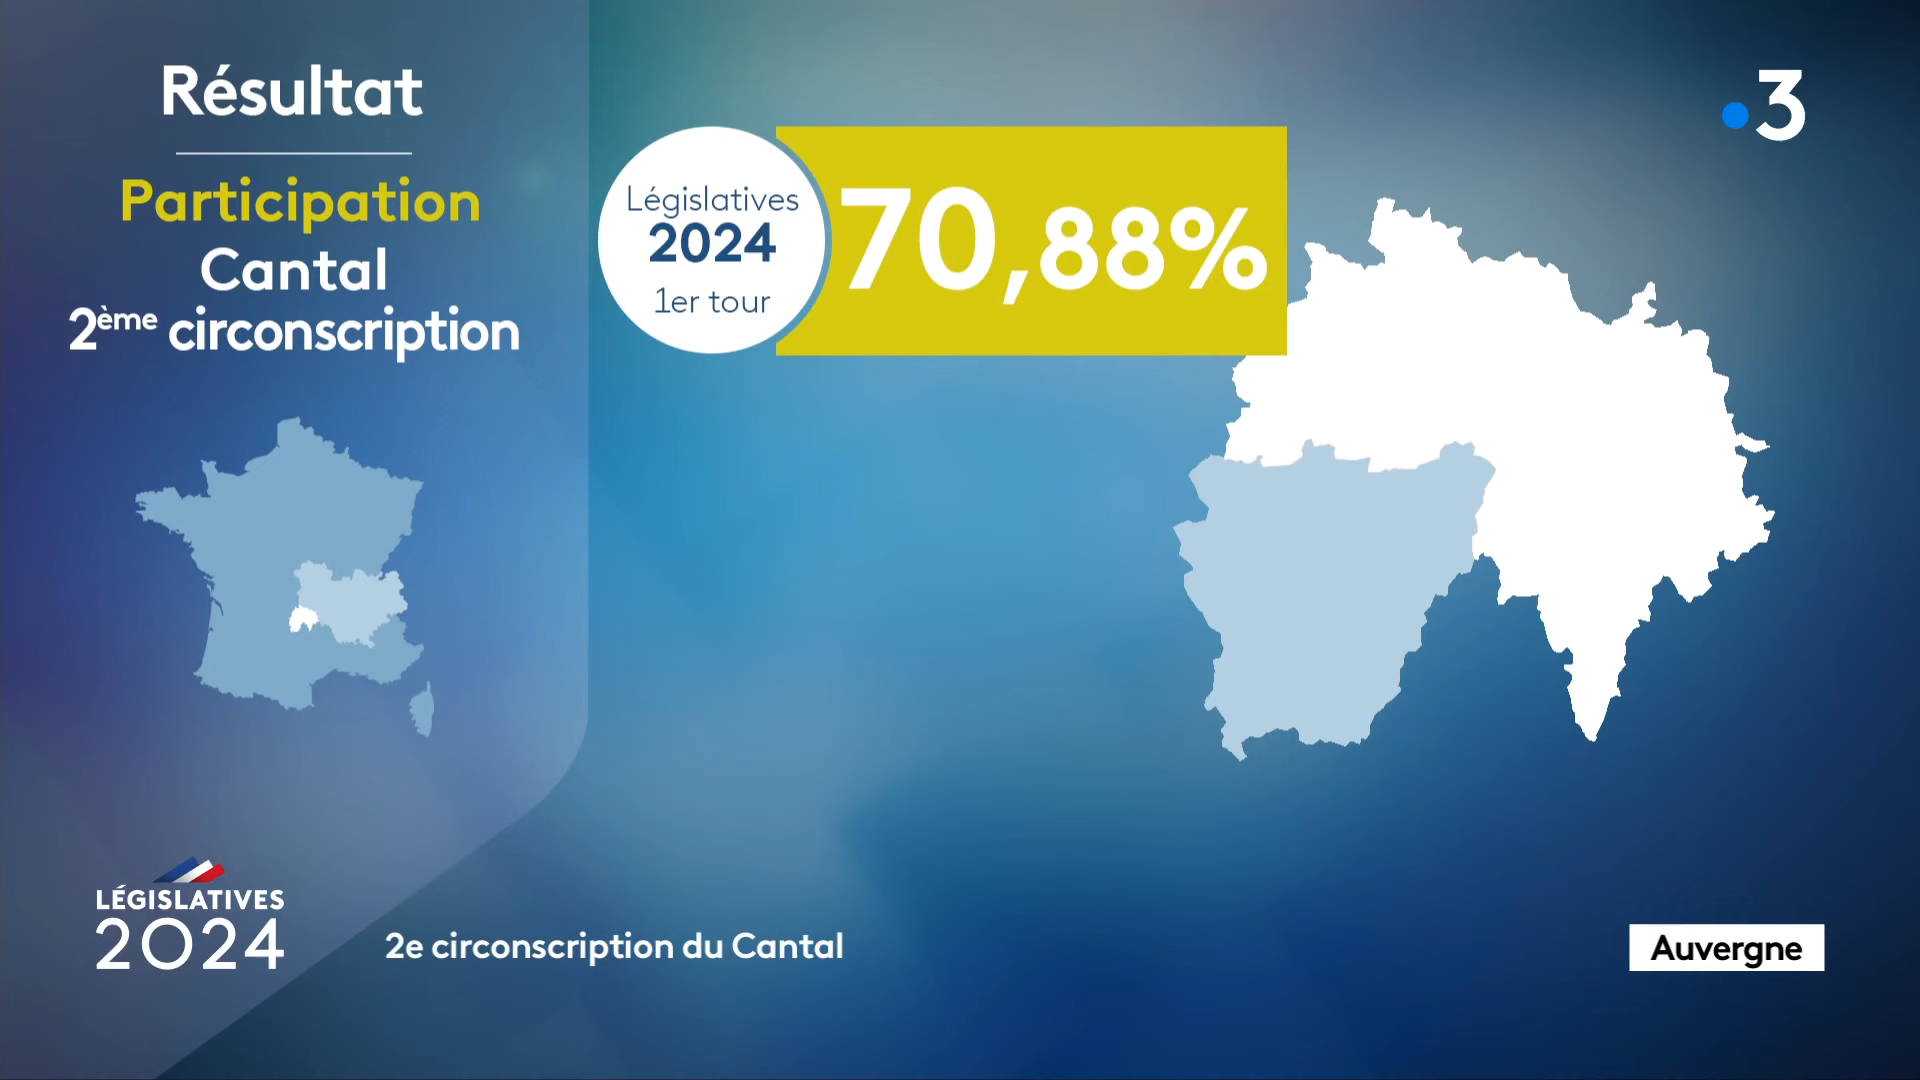 Résultat
Participation
Cantal
2ème circonscription
Législatives
2024
1er tour
70,88%
3
LÉGISLATIVES
2024
2e circonscription du Cantal
Auvergne